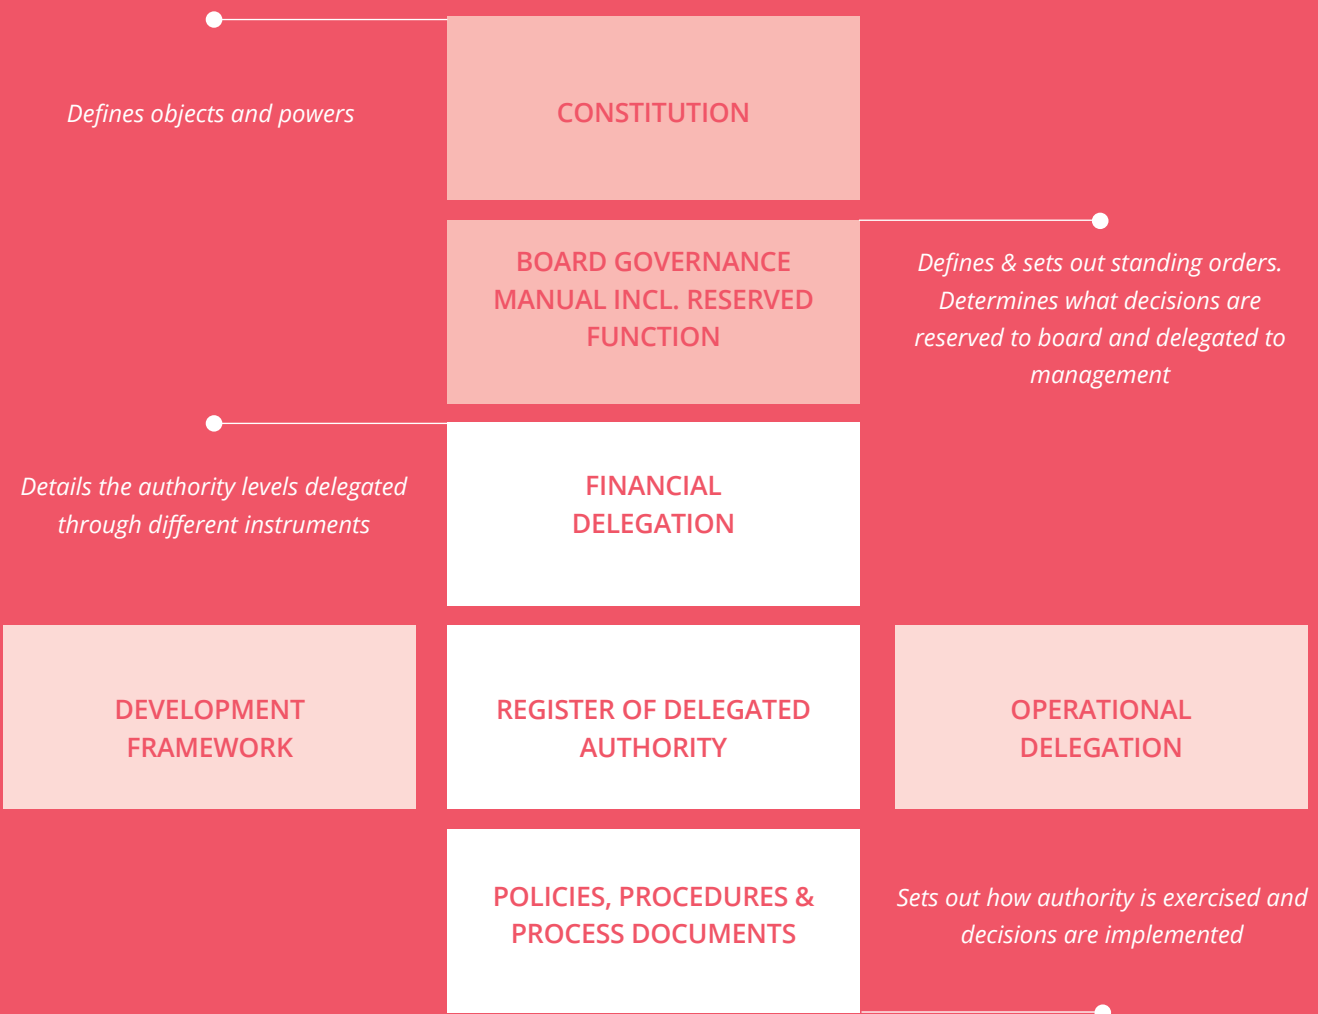 Defines objects and powers
CONSTITUTION
BOARD GOVERNANCE
MANUAL INCL. RESERVED
FUNCTION
Defines & sets out standing orders.
Determines what decisions are
reserved to board and delegated to
management
Details the authority levels delegated
through different instruments
FINANCIAL
DELEGATION
DEVELOPMENT
FRAMEWORK
REGISTER OF DELEGATED
AUTHORITY
OPERATIONAL
DELEGATION
POLICIES, PROCEDURES &
PROCESS DOCUMENTS
Sets out how authority is exercised and
decisions are implemented